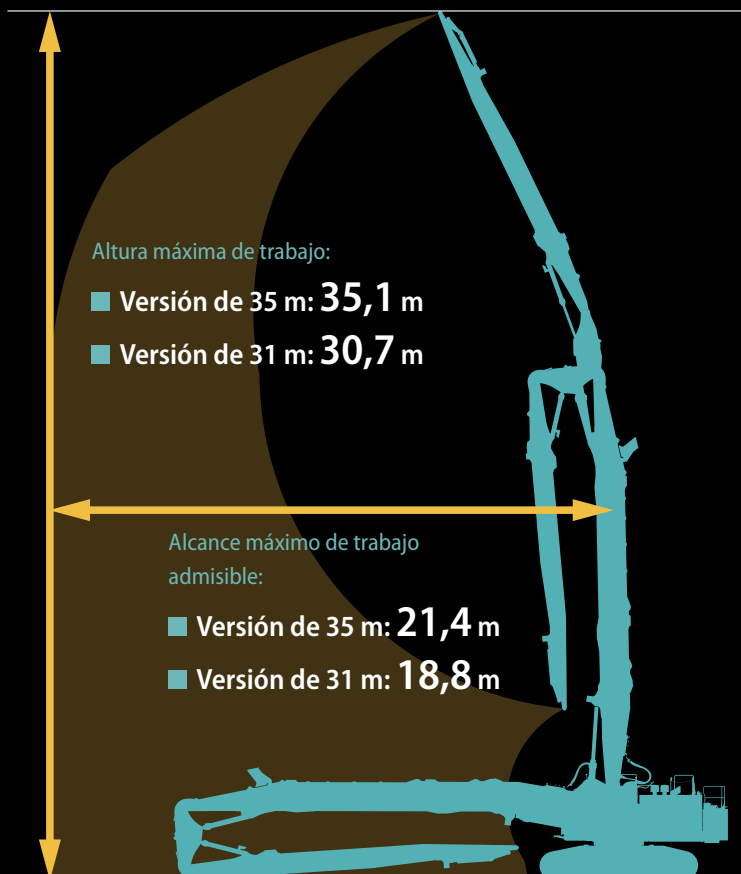 Altura máxima de trabajo:
Versión de 35 m: 35,1 m
Versión de 31 m: 30,7 m
Alcance máximo de trabajo
admisible:
Versión de 35 m: 21,4 m
Versión de 31 m: 18,8 m